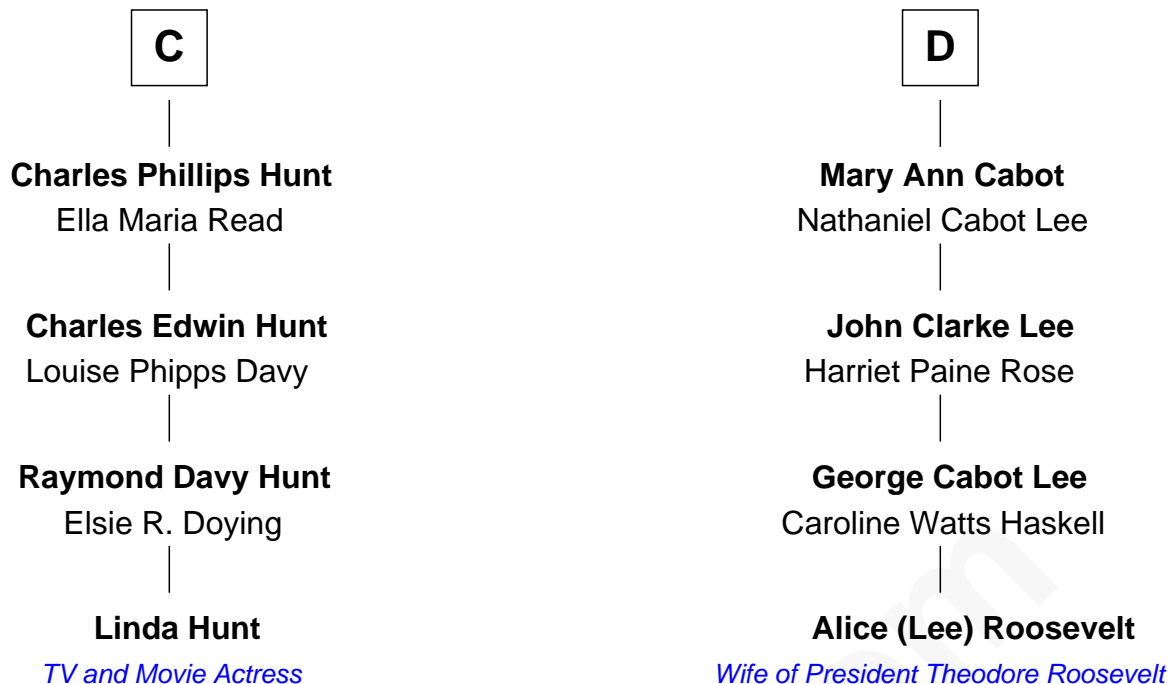 C
Charles Phillips Hunt
Ella Maria Read
Charles Edwin Hunt
Louise Phipps Davy
Raymond Davy Hunt
Elsie R. Doying
Linda Hunt
TV and Movie Actress
D
Mary Ann Cabot
Nathaniel Cabot Lee
John Clarke Lee
Harriet Paine Rose
George Cabot Lee
Caroline Watts Haskell
Alice (Lee) Roosevelt
Wife of President Theodore Roosevelt